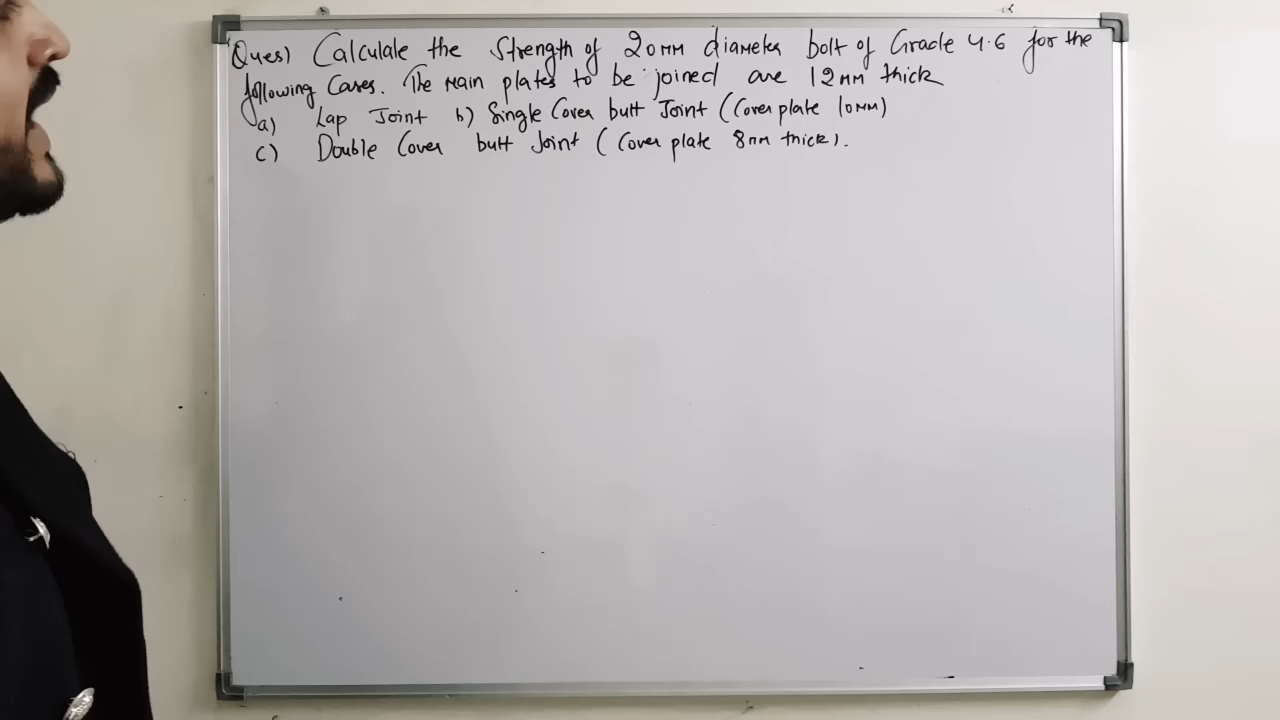 Ques) Calculate the Strength of 20mm diameter bolt of Grade 4.6 for the
following Cases. The main plates to be joined are 12mm thick
a) Lap Joint b) Single Cover butt Joint (Cover plate 10mm)
c) Double Cover butt Joint (Cover plate 8mm thick).